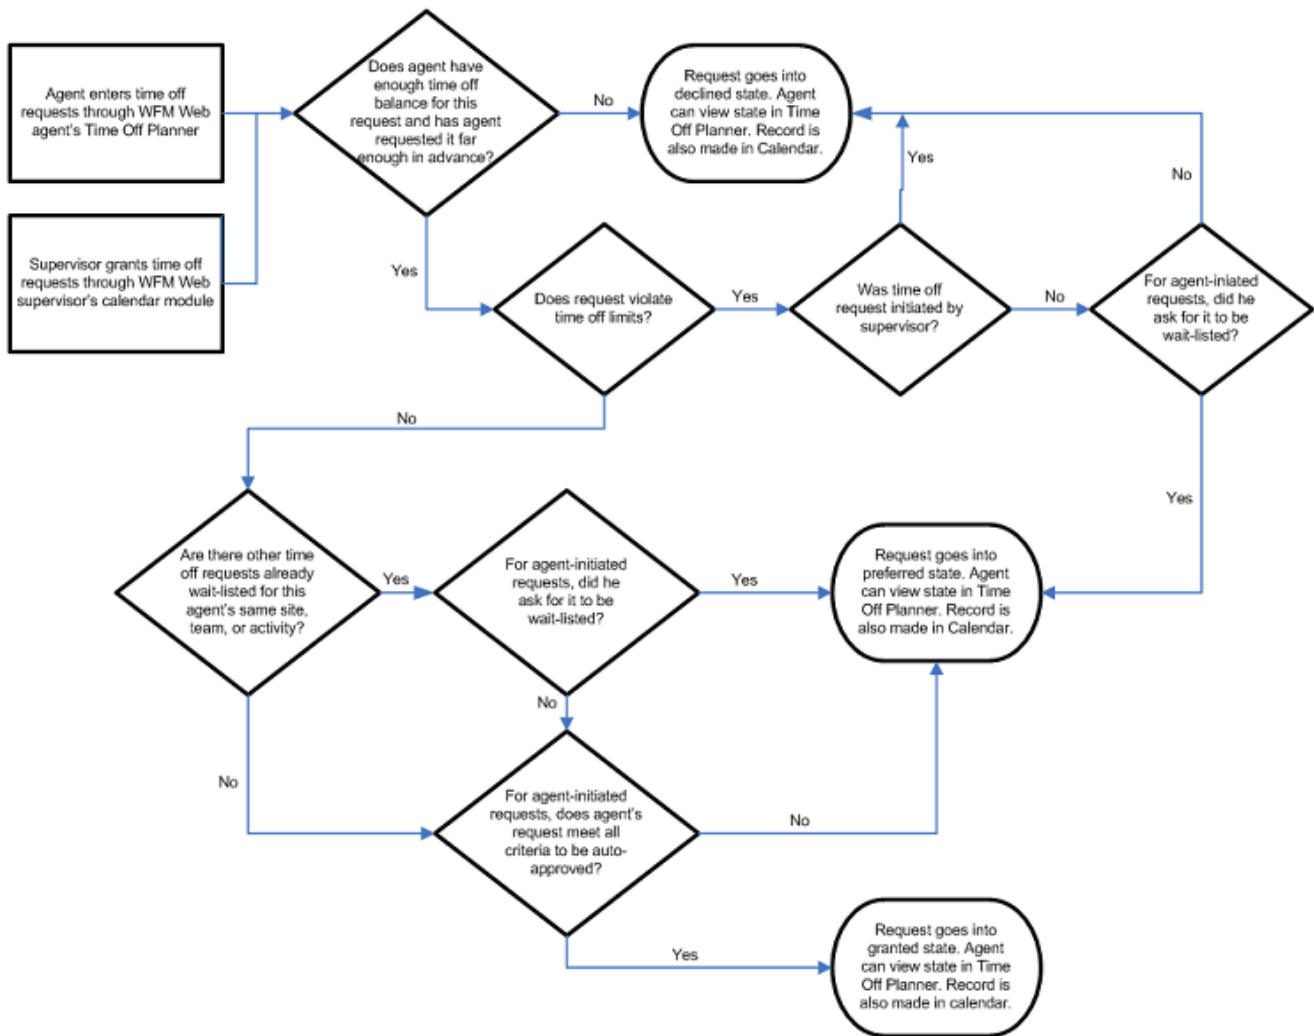 Agent enters time off
requests through WFM Web
agent's Time Off Planner
Does agent have
enough time off
balance for this
request and has agent
requested it far
enough in advance?
No
Request goes into
declined state. Agent
can view state in Time
Off Planner. Record is
also made in Calendar.
Yes
No
Supervisor grants time off
requests through WFM Web
supervisor's calendar module
Yes
Does request violate
time off limits?
Yes
Was time off
request initiated by
supervisor?
No
For agent-iniated
requests, did he
ask for it to be
wait-listed?
No
Yes
Are there other time
off requests already
wait-listed for this
agent's same site,
team, or activity?
Yes
For agent-initiated
requests, did he
ask for it to be
wait-listed?
Yes
Request goes into
preferred state. Agent
can view state in Time
Off Planner. Record is
also made in Calendar.
No
No
For agent-initiated
requests, does agent's
request meet all
criteria to be auto-
approved?
No
Yes
Request goes into
granted state. Agent
can view state in Time
Off Planner. Record is
also made in calendar.